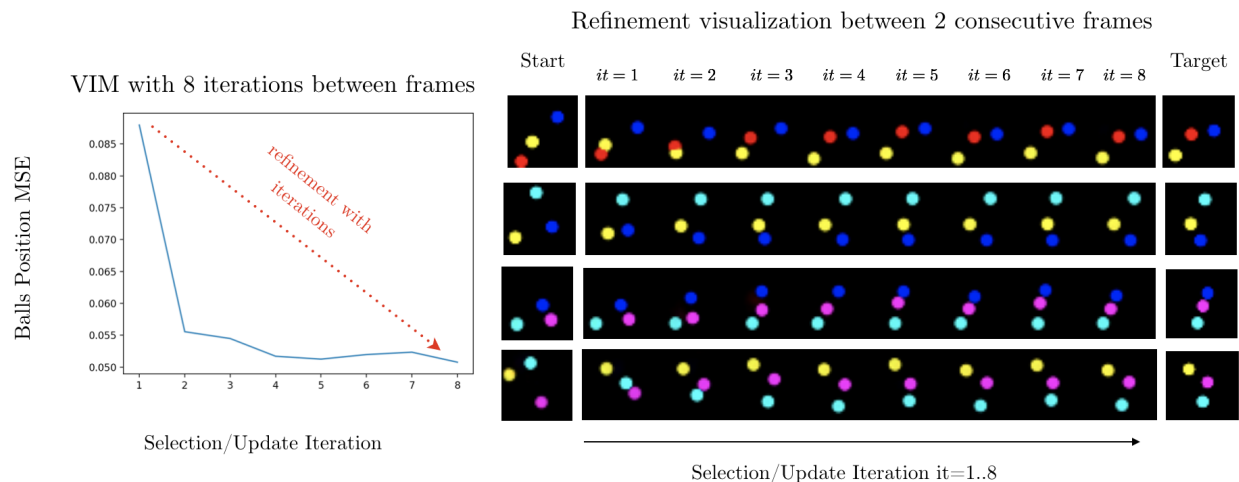 Refinement visualization between 2 consecutive frames
Start
it = 1
it = 2
it = 3
it = 4
it = 5
it = 6
it = 7
it = 8
Target
VIM with 8 iterations between frames
Balls Position MSE
0.085
0.080
0.075
0.070
0.065
0.060
0.055
0.050
refinement with
iterations
1 2 3 4 5 6 7 8
Selection/Update Iteration
Selection/Update Iteration it=1..8